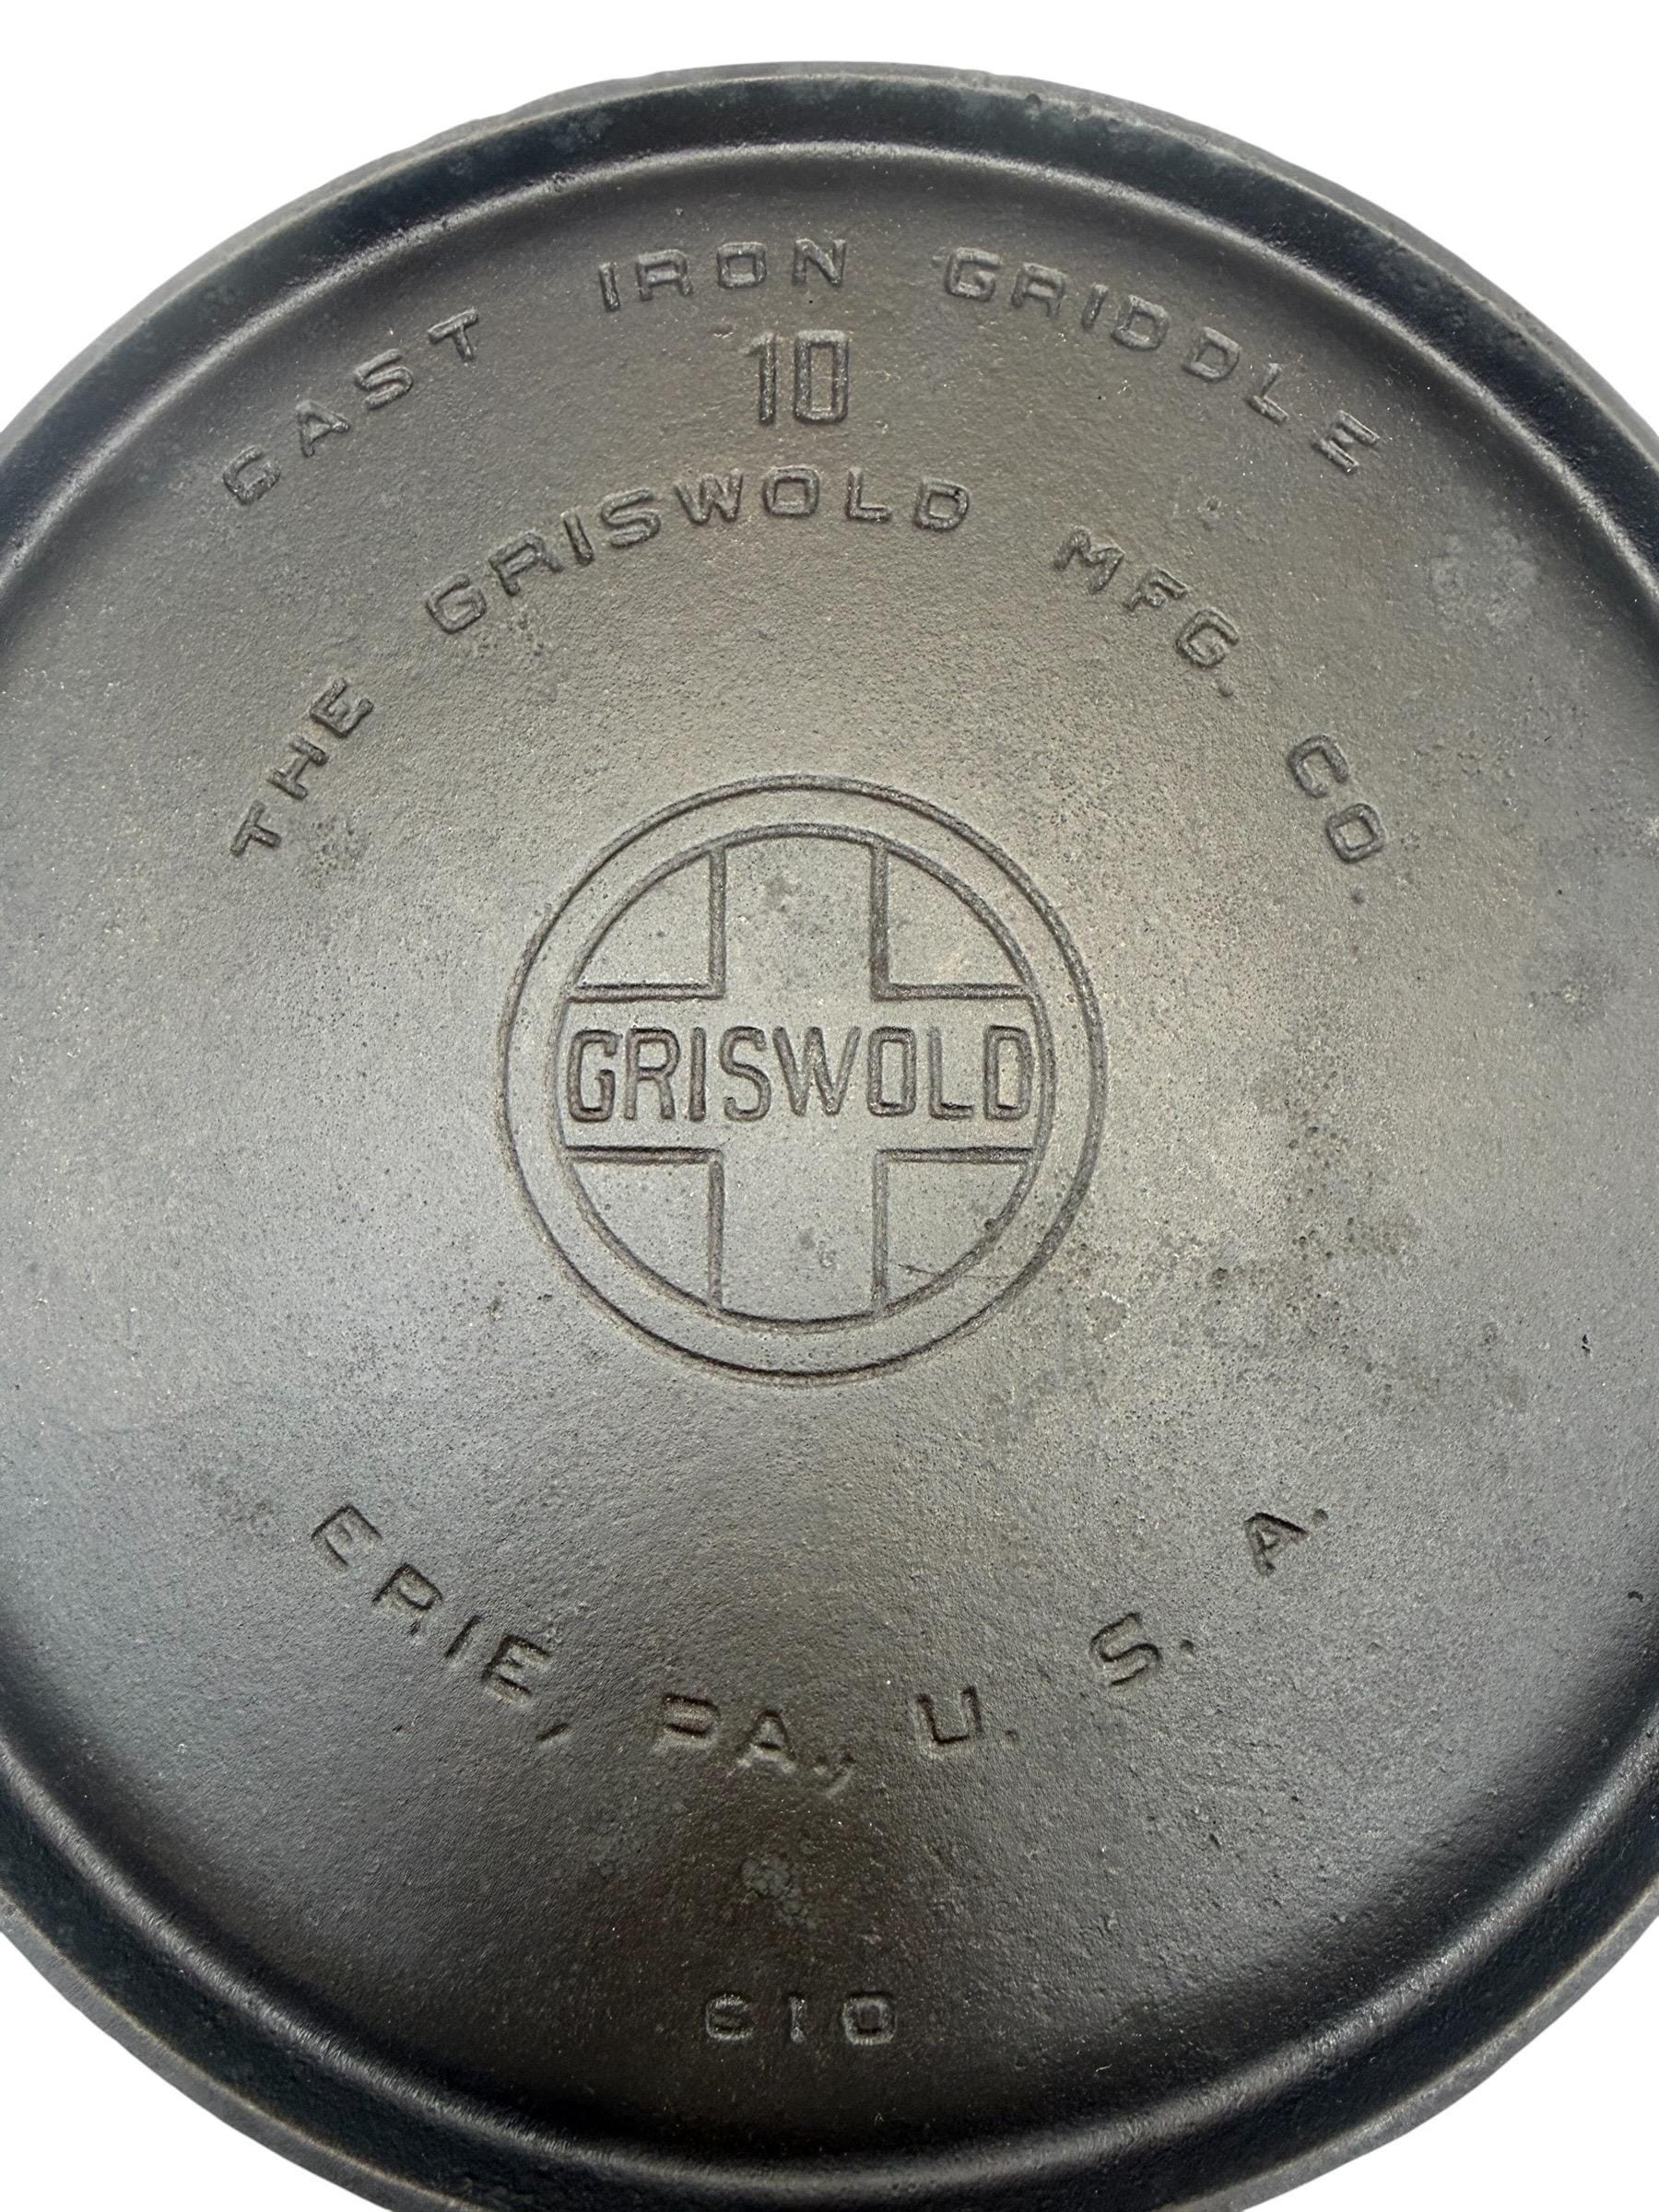 CAST IRON GRIDDLE
10
THE GRISWOLD MFG. CO.
GRISWOLD
ERIE, PA., U. S. A.
610